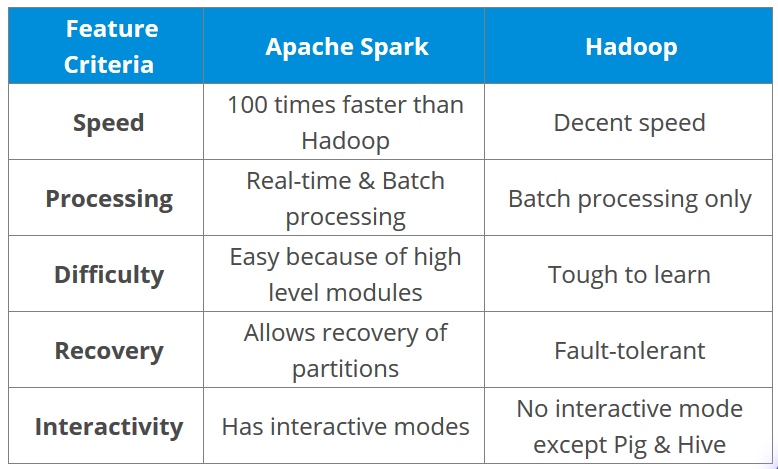 Feature
Criteria
Apache Spark
Hadoop
Speed
100 times faster than
Hadoop
Decent speed
Processing
Real-time & Batch
processing
Batch processing only
Difficulty
Easy because of high
level modules
Tough to learn
Recovery
Allows recovery of
partitions
Fault-tolerant
Interactivity
Has interactive modes
No interactive mode
except Pig & Hive